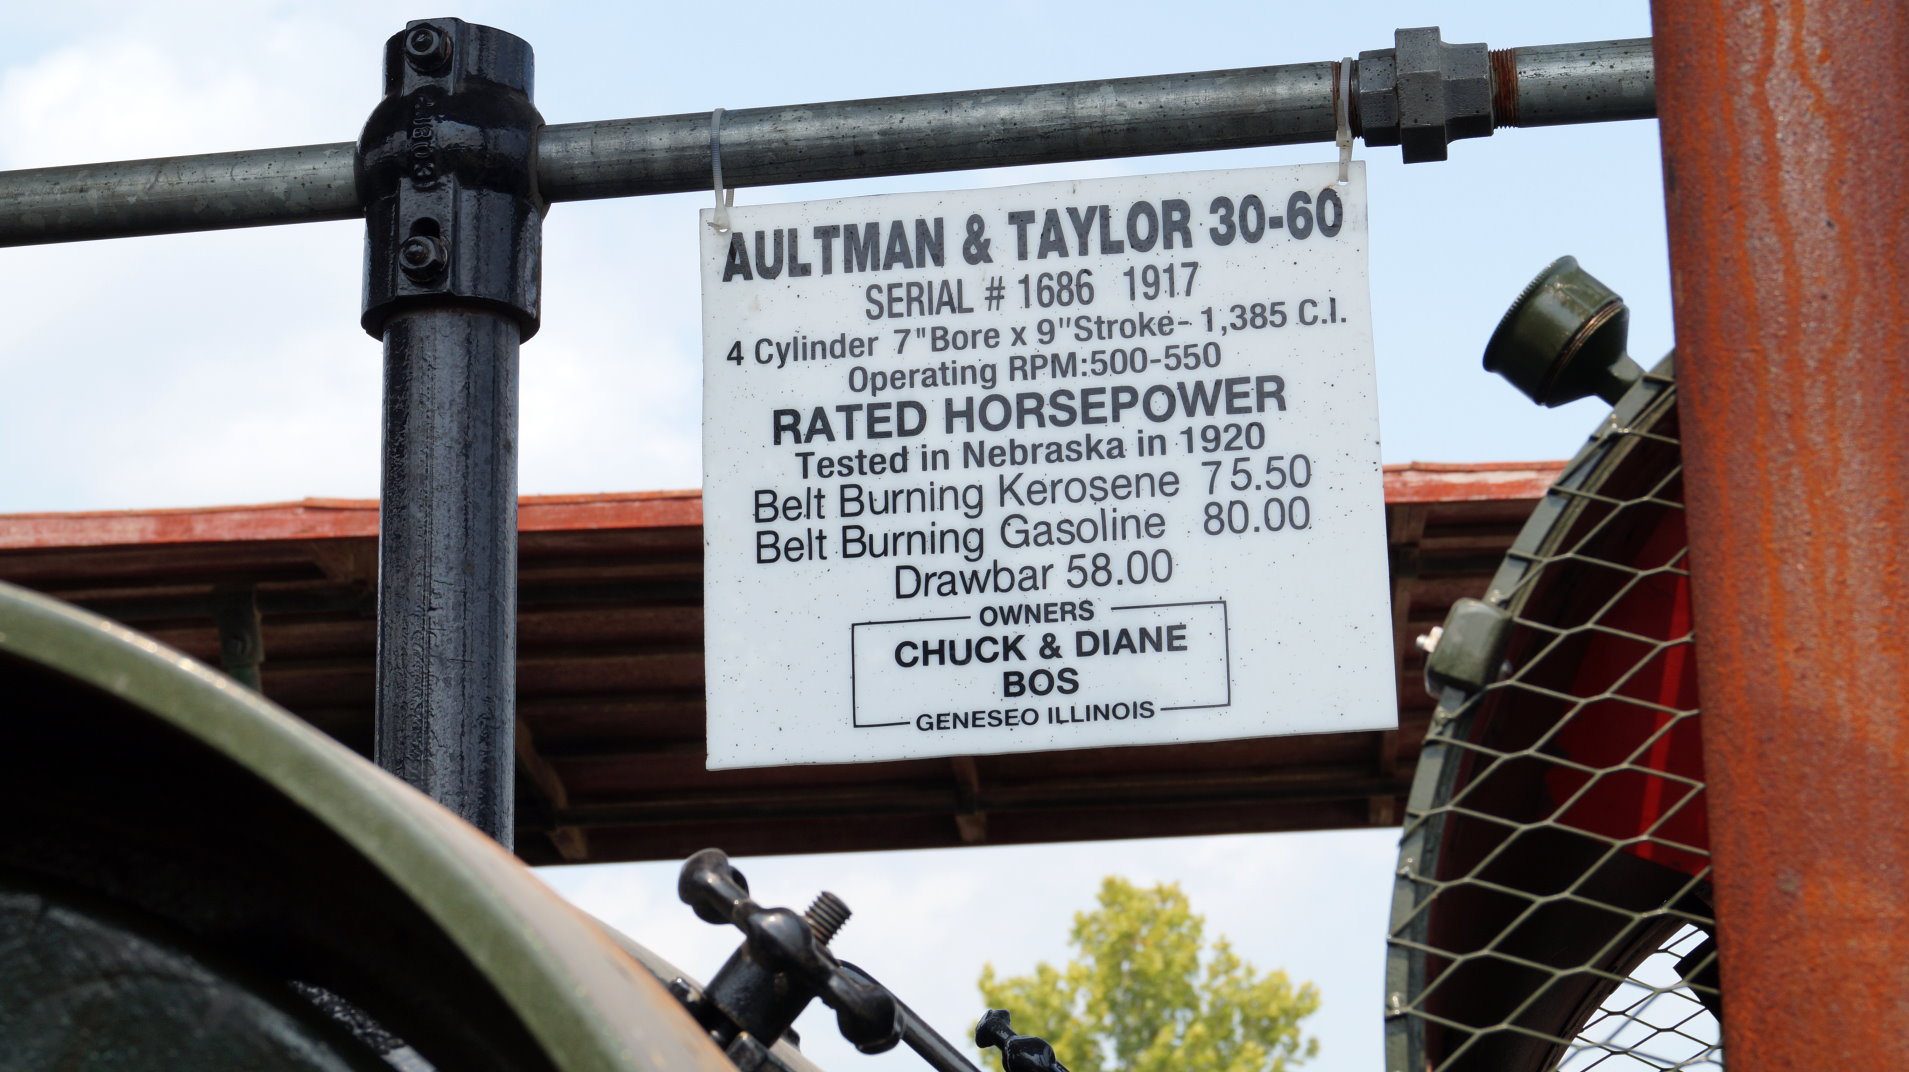 AULTMAN & TAYLOR 30-60
SERIAL # 1686 1917
4 Cylinder 7"Bore x 9"Stroke- 1,385 C.I.
Operating RPM:500-550
RATED HORSEPOWER
Tested in Nebraska in 1920
Belt Burning Kerosene 75.50
Belt Burning Gasoline 80.00
Drawbar 58.00
OWNERS
CHUCK & DIANE
BOS
GENESEO ILLINOIS